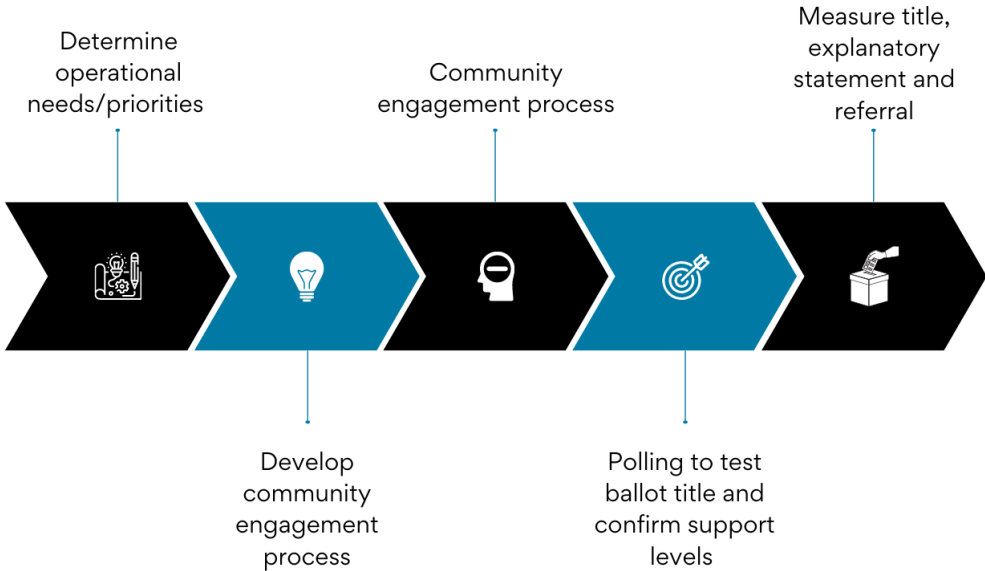 Determine
operational
needs/priorities
Develop
community
engagement
process
Community
engagement process
Polling to test
ballot title and
confirm support
levels
Measure title,
explanatory
statement and
referral